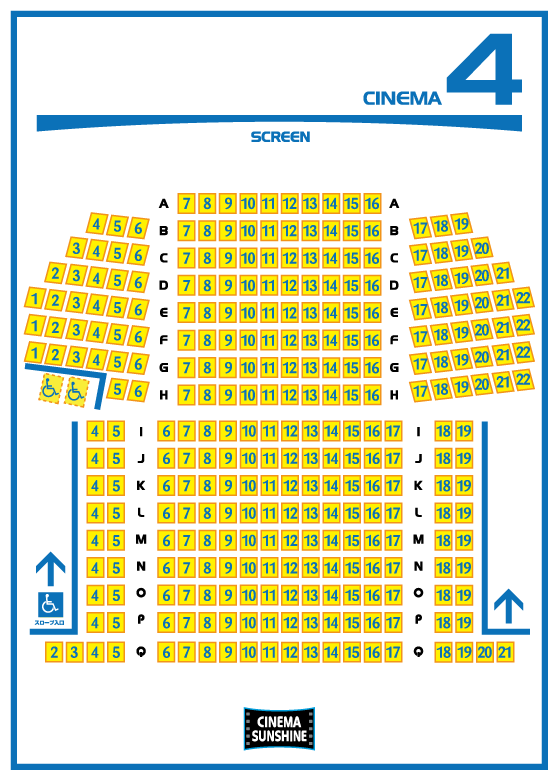 CINEMA 4
SCREEN
A 7 8 9 10 11 12 13 14 15 16 A
4 5 6 B 7 8 9 10 11 12 13 14 15 16 B 17 18 19
3 4 5 6 C 7 8 9 10 11 12 13 14 15 16 C 17 18 19 20
2 3 4 5 6 D 7 8 9 10 11 12 13 14 15 16 D 17 18 19 20 21
1 2 3 4 5 6 E 7 8 9 10 11 12 13 14 15 16 E 17 18 19 20 21 22
1 2 3 4 5 6 F 7 8 9 10 11 12 13 14 15 16 F 17 18 19 20 21 22
1 2 3 4 5 6 G 7 8 9 10 11 12 13 14 15 16 G 17 18 19 20 21 22
5 6 H 7 8 9 10 11 12 13 14 15 16 H 17 18 19 20 21 22
4 5 I 6 7 8 9 10 11 12 13 14 15 16 17 I 18 19
4 5 J 6 7 8 9 10 11 12 13 14 15 16 17 J 18 19
4 5 K 6 7 8 9 10 11 12 13 14 15 16 17 K 18 19
4 5 L 6 7 8 9 10 11 12 13 14 15 16 17 L 18 19
4 5 M 6 7 8 9 10 11 12 13 14 15 16 17 M 18 19
4 5 N 6 7 8 9 10 11 12 13 14 15 16 17 N 18 19
4 5 O 6 7 8 9 10 11 12 13 14 15 16 17 O 18 19
スロープ入口
4 5 P 6 7 8 9 10 11 12 13 14 15 16 17 P 18 19
2 3 4 5 Q 6 7 8 9 10 11 12 13 14 15 16 17 Q 18 19 20 21
CINEMA
SUNSHINE